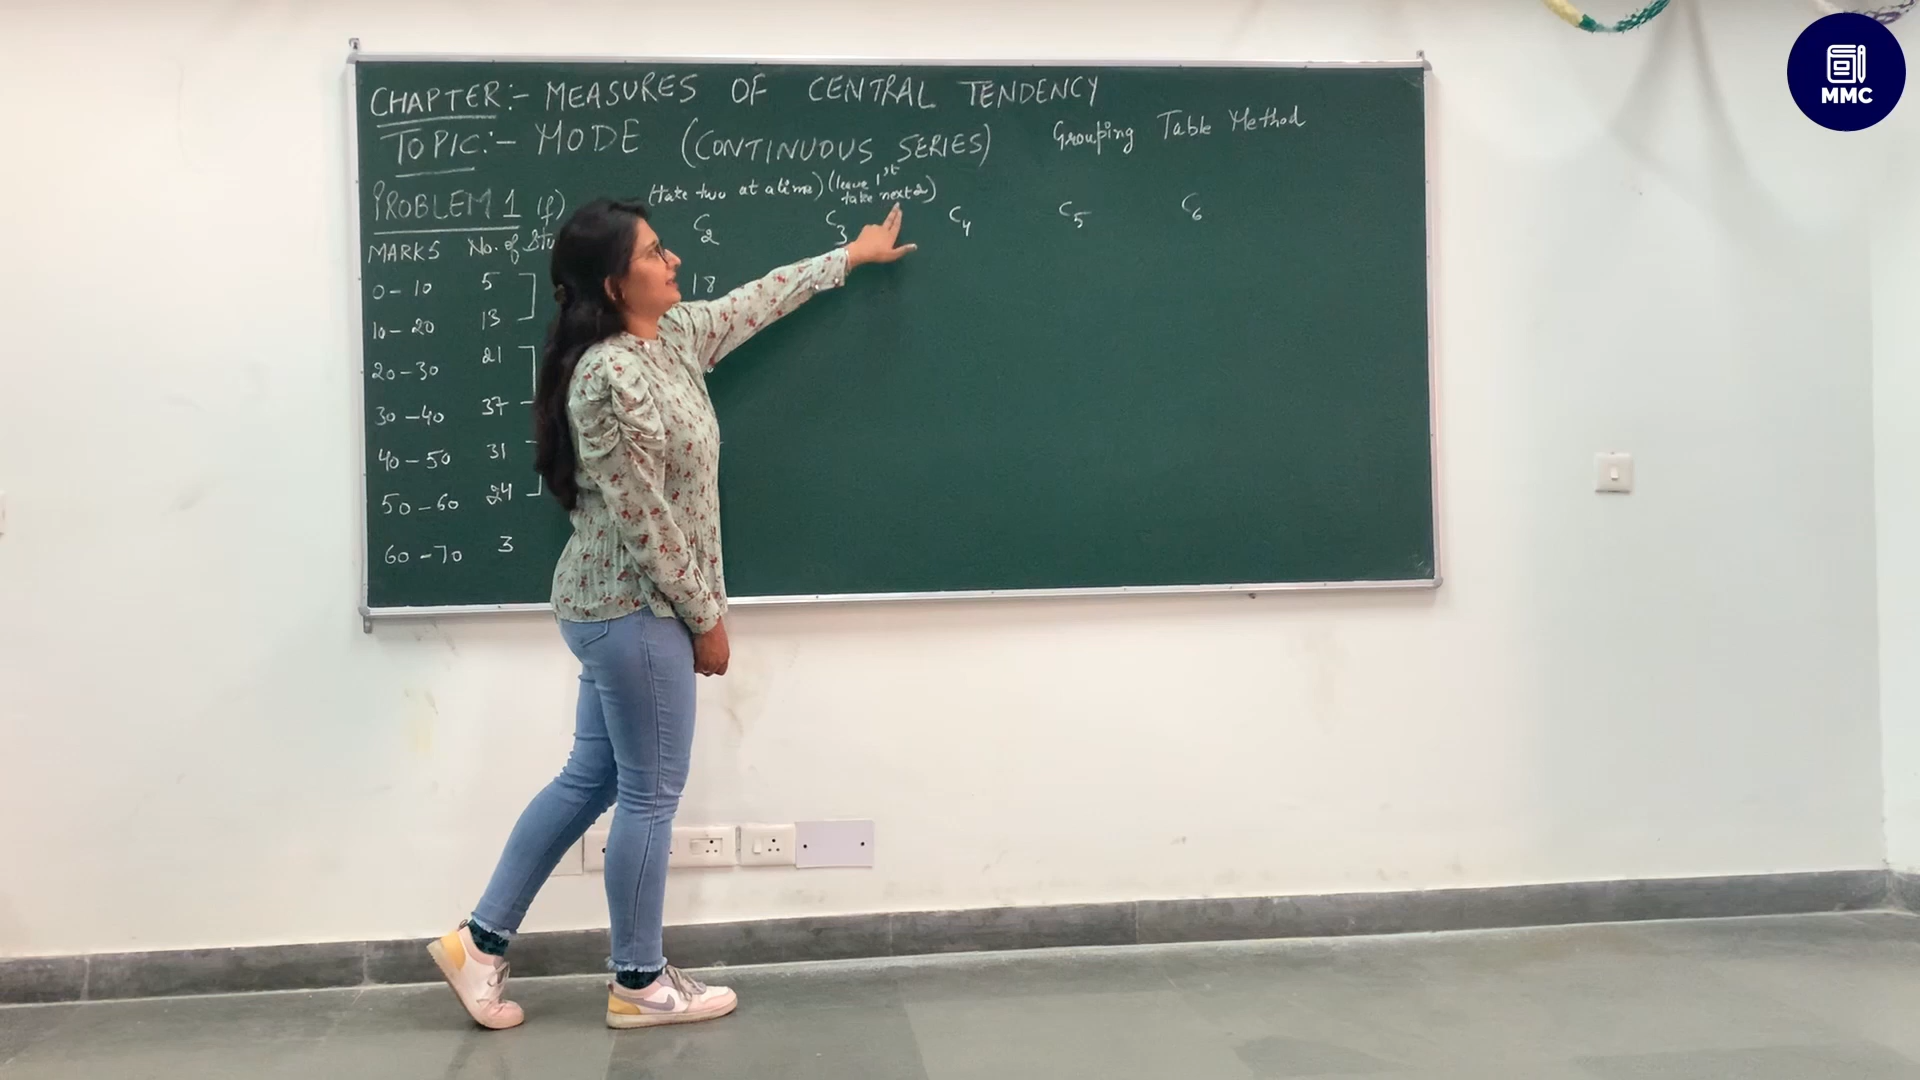 CHAPTER:- MEASURES OF CENTRAL TENDENCY
TOPIC:- MODE (CONTINUOUS SERIES) Grouping Table Method
PROBLEM 1 (f) (take two at a time) (leave 1st take next 2)
MARKS No. of Stu C2 C3 C4 C5 C6
0-10 5 18
10-20 13
20-30 21
30-40 37
40-50 31
50-60 24
60-70 3
MMC